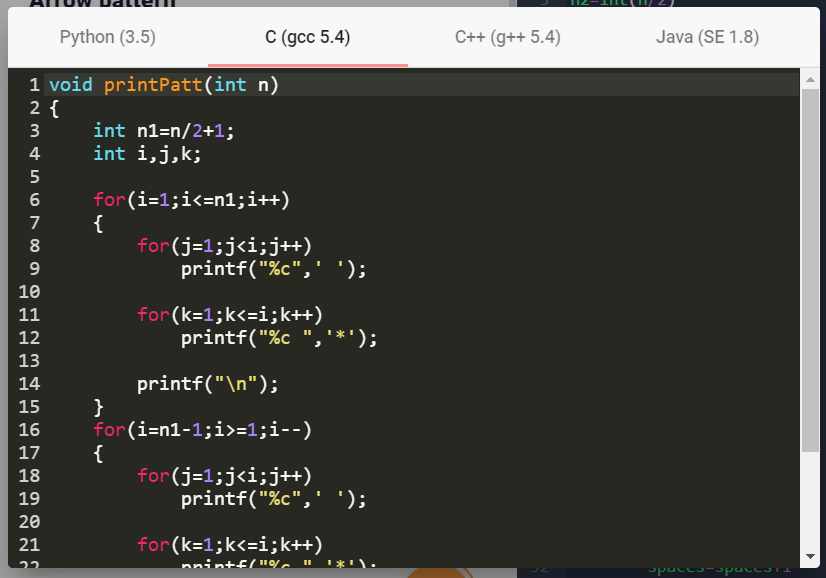 Arrow pattern
5 n2=int(n/2)
Python (3.5) C (gcc 5.4) C++ (g++ 5.4) Java (SE 1.8)
1 void printPatt(int n)
2 {
3     int n1=n/2+1;
4     int i,j,k;
5
6     for(i=1;i<=n1;i++)
7     {
8         for(j=1;j<i;j++)
9             printf("%c",' ');
10
11         for(k=1;k<=i;k++)
12             printf("%c ",'*');
13
14         printf("\n");
15     }
16     for(i=n1-1;i>=1;i--)
17     {
18         for(j=1;j<i;j++)
19             printf("%c",' ');
20
21         for(k=1;k<=i;k++)
22             printf("%c ",'*');
32 spaces=spaces+1